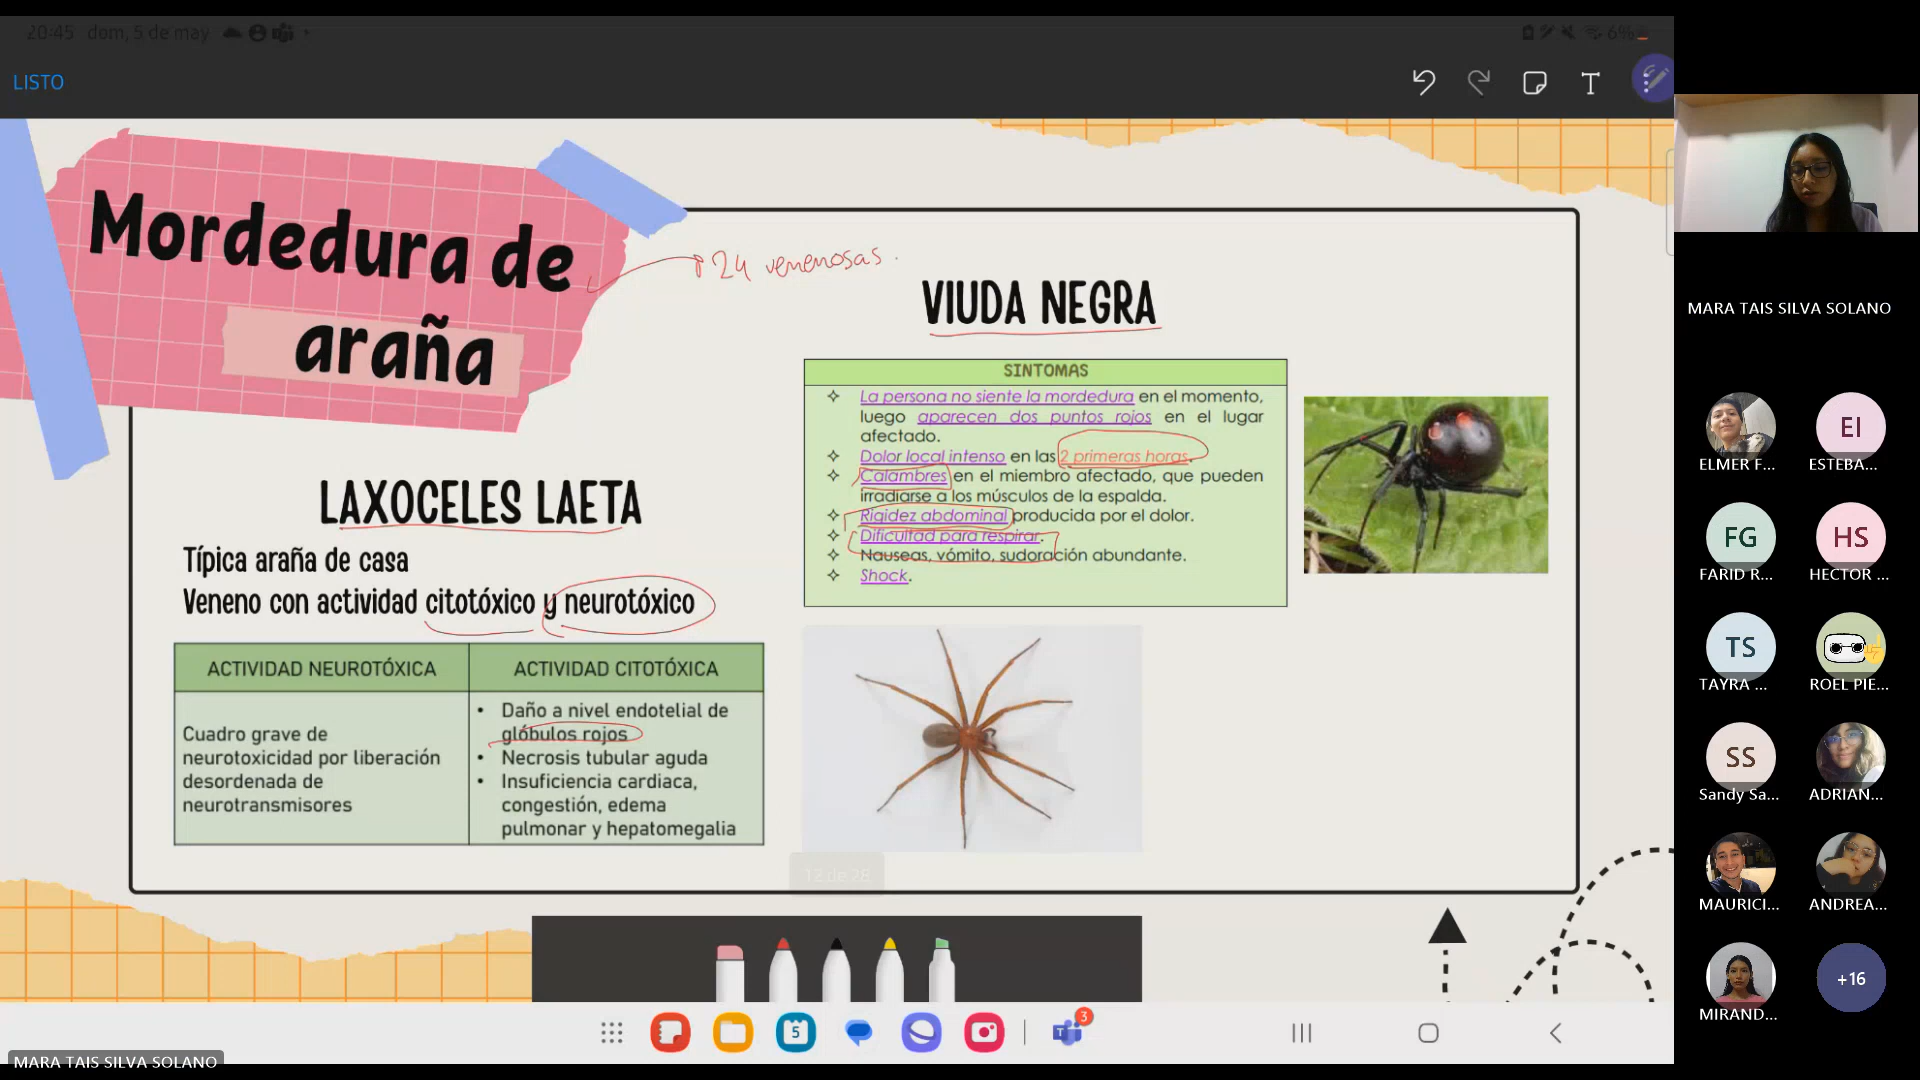 20:45 dom, 5 de may
6%
LISTO
Mordedura de
araña
24 venenosas.
VIUDA NEGRA
SINTOMAS
La persona no siente la mordedura en el momento,
luego aparecen dos puntos rojos en el lugar
afectado.
Dolor local intenso en las 2 primeras horas.
Calambres en el miembro afectado, que pueden
irradiarse a los músculos de la espalda.
Rigidez abdominal producida por el dolor.
Dificultad para respirar.
Nauseas, vómito, sudoración abundante.
Shock.
LAXOCELES LAETA
Típica araña de casa
Veneno con actividad citotóxico y neurotóxico
ACTIVIDAD NEUROTÓXICA
Cuadro grave de
neurotoxicidad por liberación
desordenada de
neurotransmisores
ACTIVIDAD CITOTÓXICA
• Daño a nivel endotelial de
glóbulos rojos
• Necrosis tubular aguda
• Insuficiencia cardiaca,
congestión, edema
pulmonar y hepatomegalia
12 de 28
5
T
3
MARA TAIS SILVA SOLANO
MARA TAIS SILVA SOLANO
ELMER F...
EI
ESTEBA...
FG
FARID R...
HS
HECTOR ...
TS
TAYRA ...
ROEL PIE...
SS
Sandy Sa...
ADRIAN...
MAURICI...
ANDREA...
MIRAND...
+16